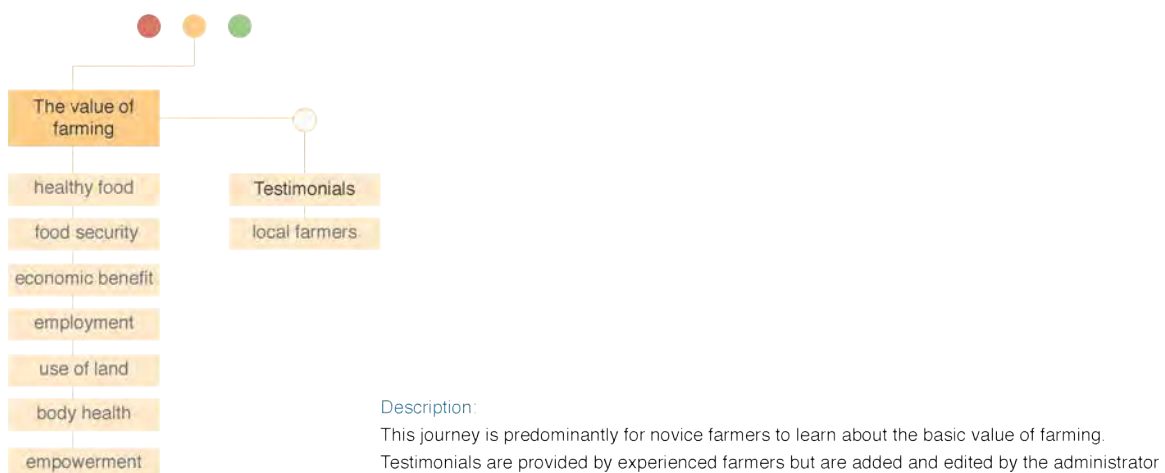 The value of
farming
healthy food
food security
economic benefit
employment
use of land
body health
empowerment
Testimonials
local farmers
Description:
This journey is predominantly for novice farmers to learn about the basic value of farming.
Testimonials are provided by experienced farmers but are added and edited by the administrator